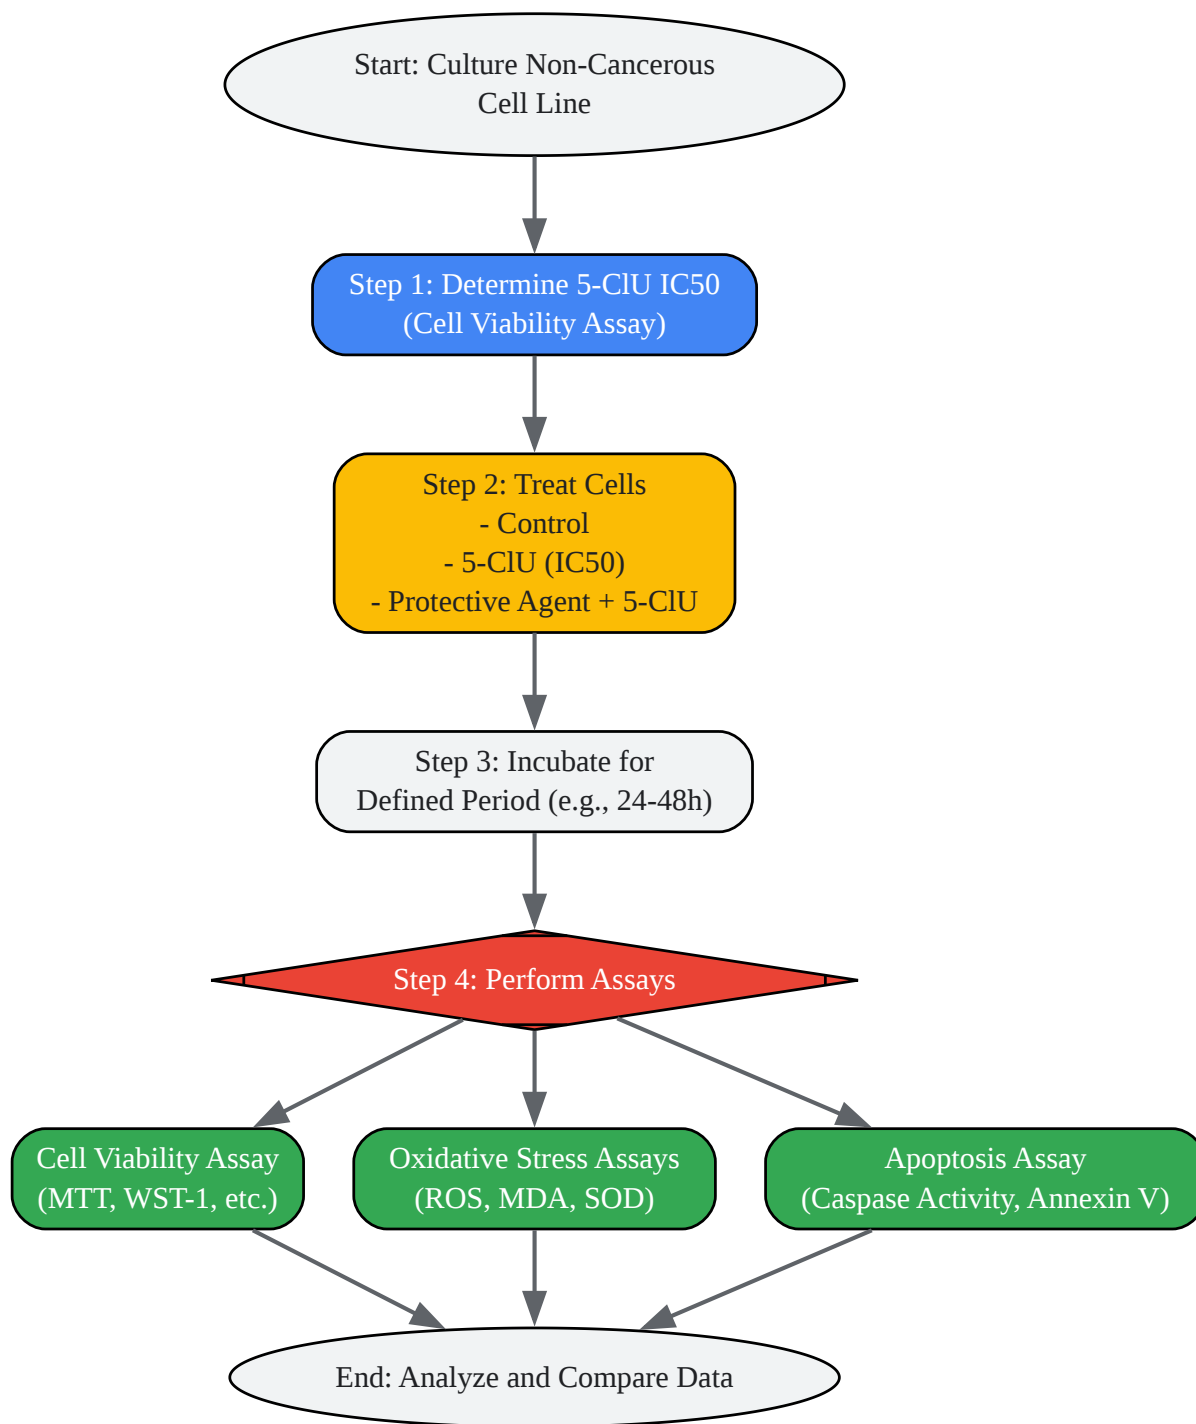 Start: Culture Non-Cancerous
Cell Line
Step 1: Determine 5-ClU IC50
(Cell Viability Assay)
Step 2: Treat Cells
- Control
- 5-ClU (IC50)
- Protective Agent + 5-ClU
Step 3: Incubate for
Defined Period (e.g., 24-48h)
Step 4: Perform Assays
Cell Viability Assay
(MTT, WST-1, etc.)
Oxidative Stress Assays
(ROS, MDA, SOD)
Apoptosis Assay
(Caspase Activity, Annexin V)
End: Analyze and Compare Data